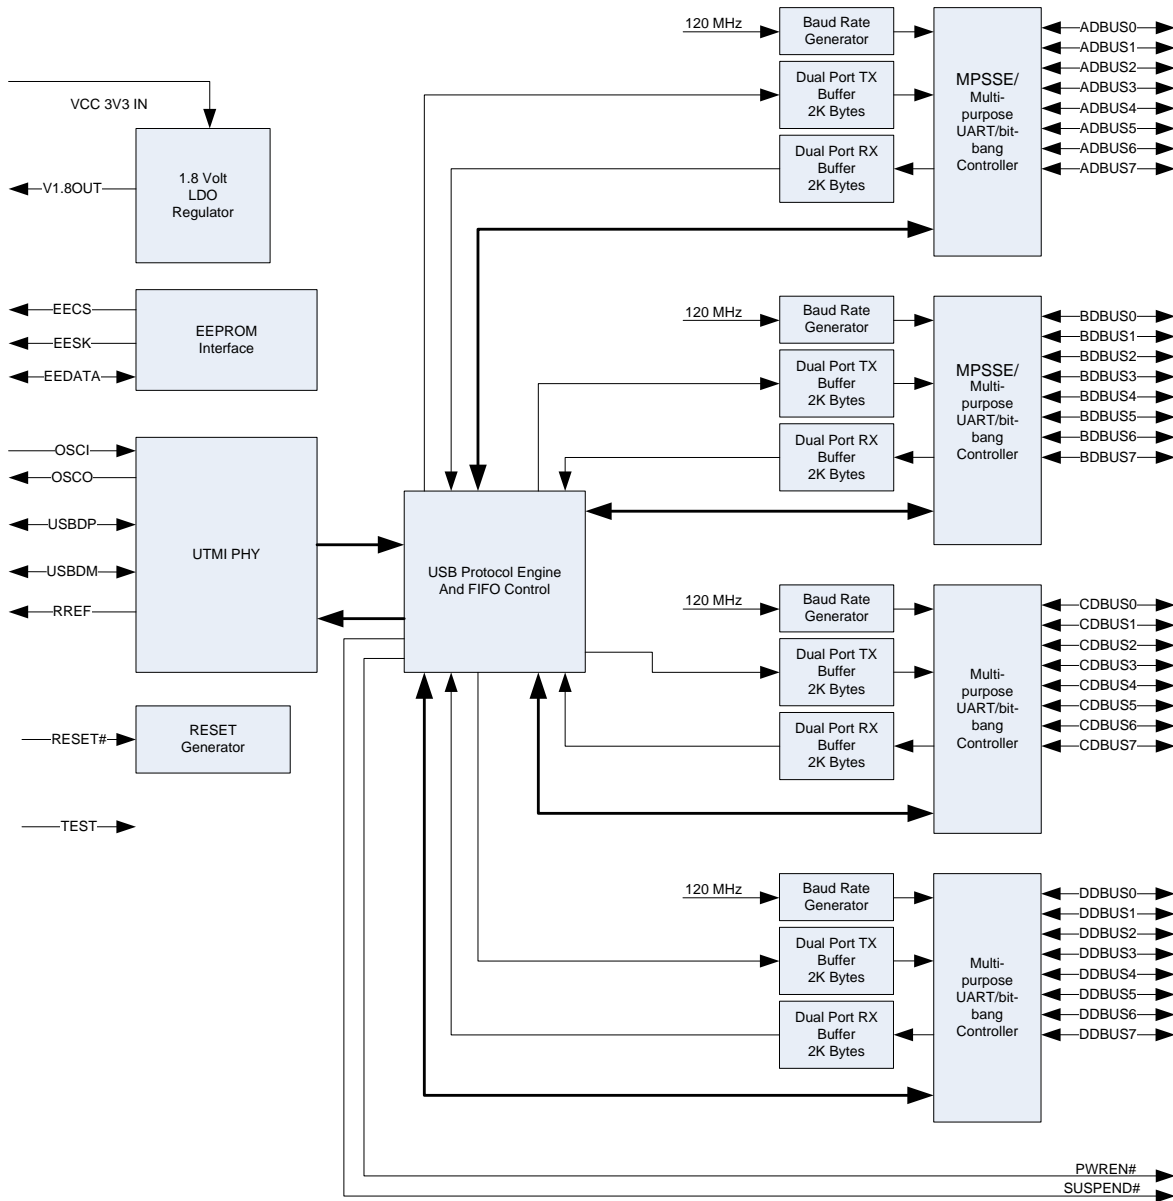 VCC 3V3 IN
1.8 Volt
LDO
Regulator
V1.8OUT
EEPROM
Interface
EECS
EESK
EEDATA
UTMI PHY
OSCI
OSCO
USBDP
USBDM
RREF
RESET
Generator
RESET#
TEST
USB Protocol Engine
And FIFO Control
120 MHz
Baud Rate
Generator
Dual Port TX
Buffer
2K Bytes
Dual Port RX
Buffer
2K Bytes
MPSSE/
Multi-
purpose
UART/bit-
bang
Controller
ADBUS0
ADBUS1
ADBUS2
ADBUS3
ADBUS4
ADBUS5
ADBUS6
ADBUS7
120 MHz
Baud Rate
Generator
Dual Port TX
Buffer
2K Bytes
Dual Port RX
Buffer
2K Bytes
MPSSE/
Multi-
purpose
UART/bit-
bang
Controller
BDBUS0
BDBUS1
BDBUS2
BDBUS3
BDBUS4
BDBUS5
BDBUS6
BDBUS7
120 MHz
Baud Rate
Generator
Dual Port TX
Buffer
2K Bytes
Dual Port RX
Buffer
2K Bytes
Multi-
purpose
UART/bit-
bang
Controller
CDBUS0
CDBUS1
CDBUS2
CDBUS3
CDBUS4
CDBUS5
CDBUS6
CDBUS7
120 MHz
Baud Rate
Generator
Dual Port TX
Buffer
2K Bytes
Dual Port RX
Buffer
2K Bytes
Multi-
purpose
UART/bit-
bang
Controller
DDBUS0
DDBUS1
DDBUS2
DDBUS3
DDBUS4
DDBUS5
DDBUS6
DDBUS7
PWREN#
SUSPEND#